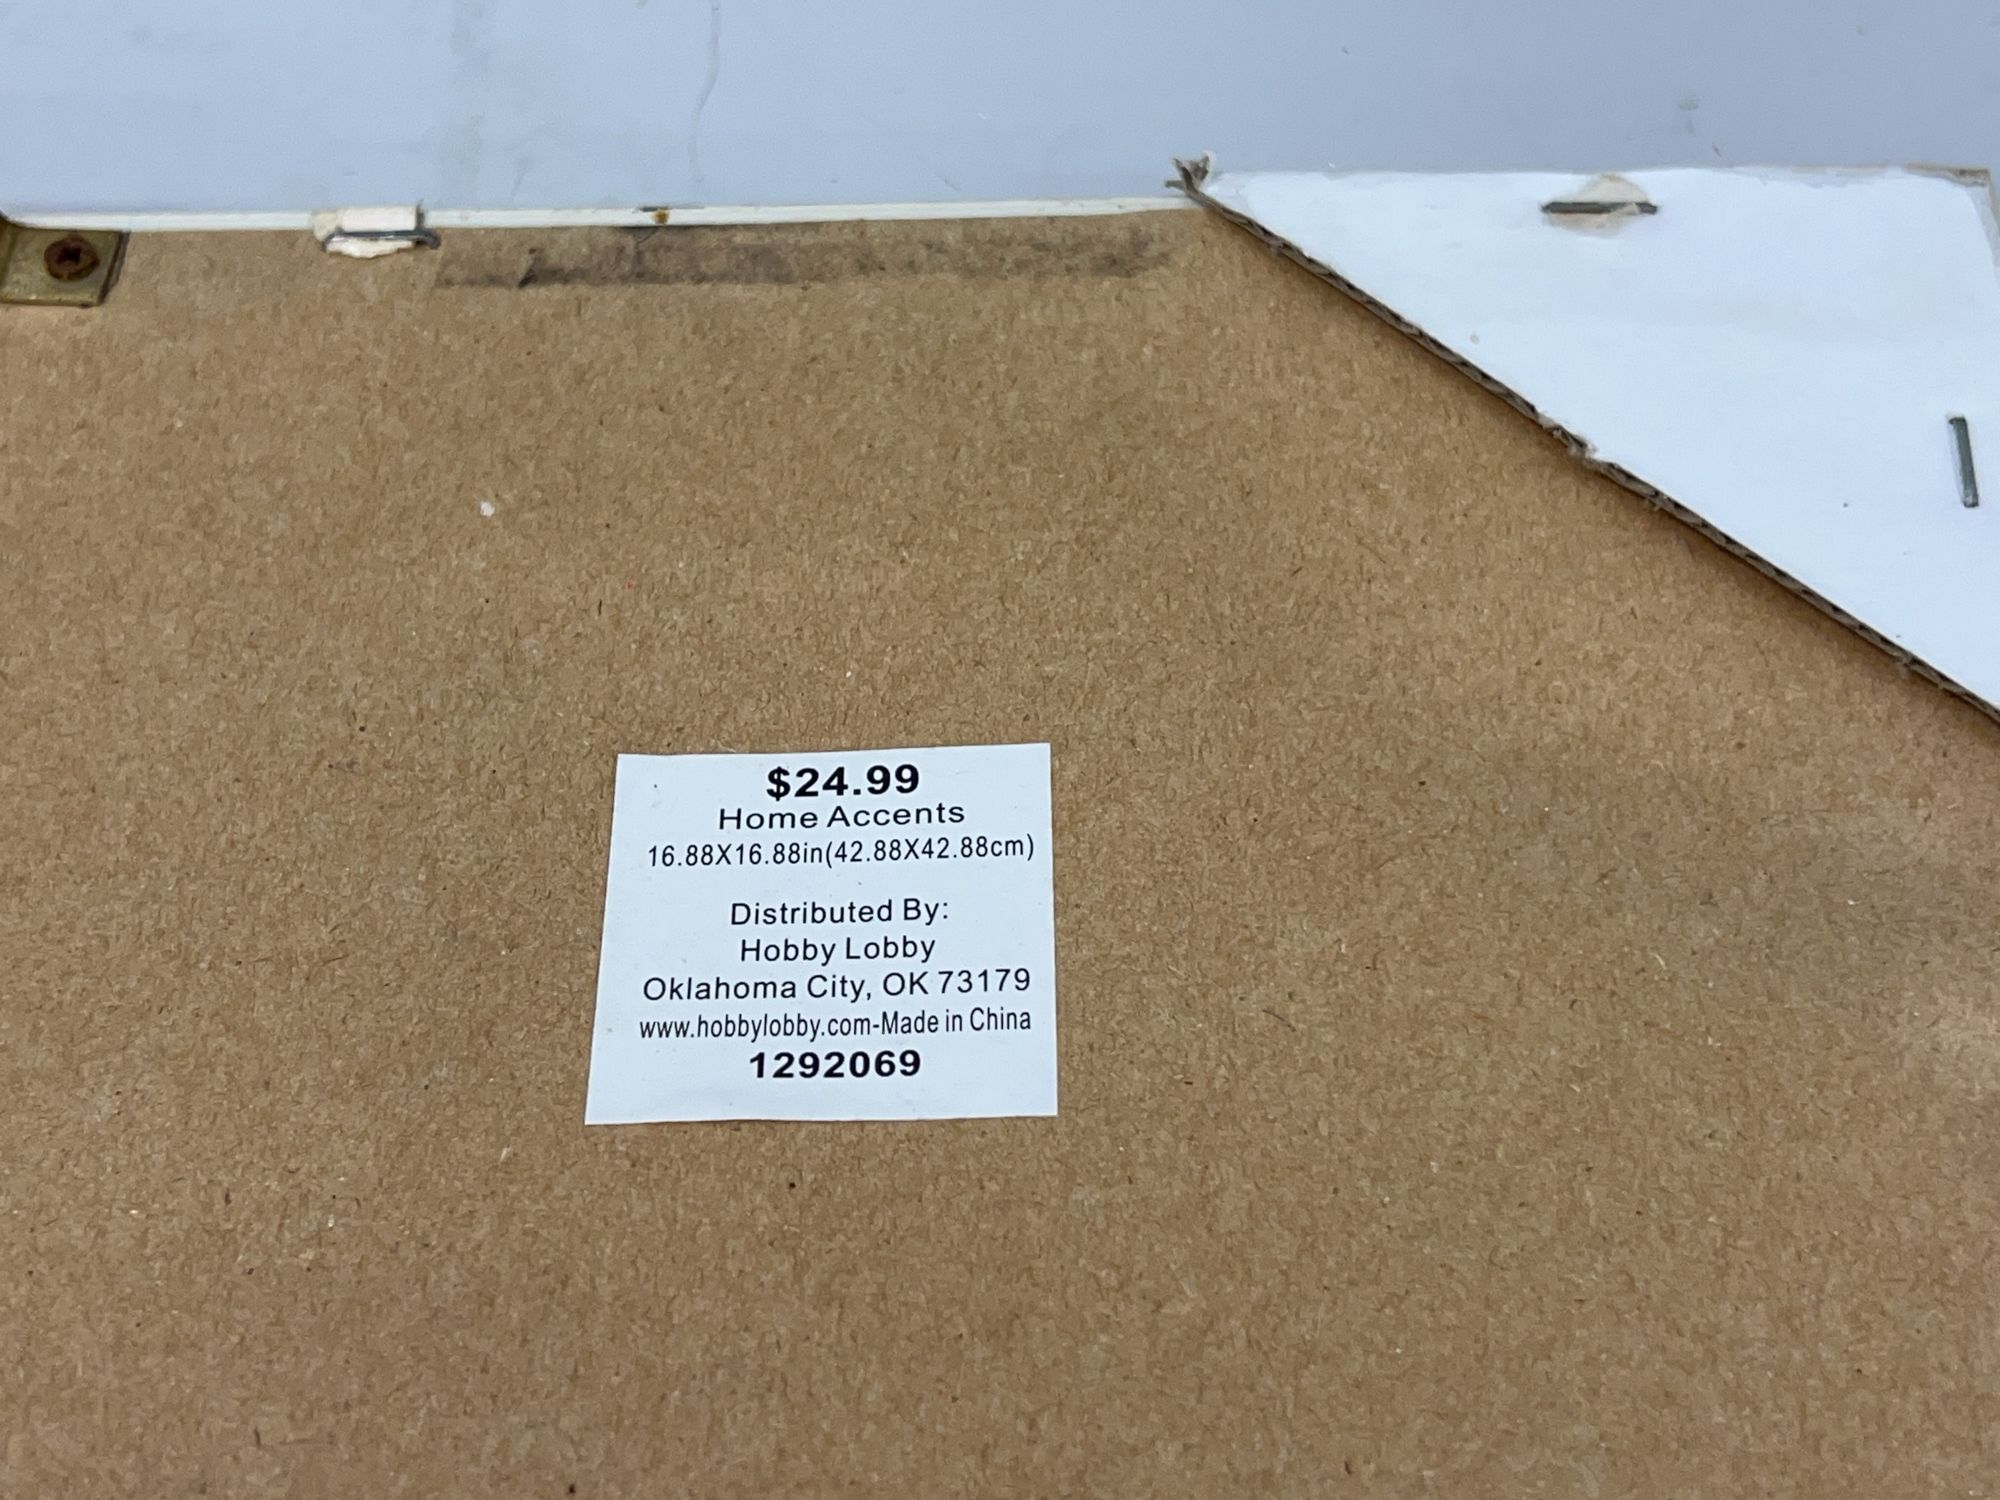 $24.99
Home Accents
16.88X16.88in(42.88X42.88cm)
Distributed By:
Hobby Lobby
Oklahoma City, OK 73179
www.hobbylobby.com-Made in China
1292069